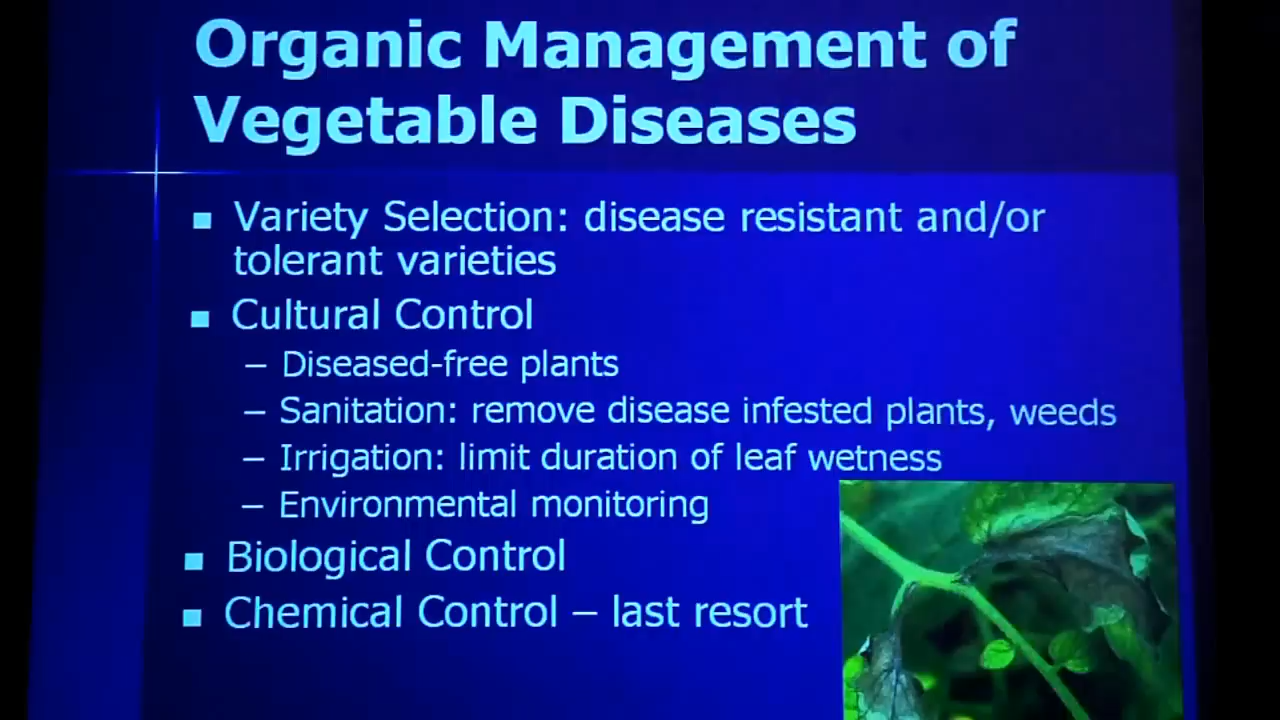 Organic Management of
Vegetable Diseases
■ Variety Selection: disease resistant and/or
tolerant varieties
■ Cultural Control
– Diseased-free plants
– Sanitation: remove disease infested plants, weeds
– Irrigation: limit duration of leaf wetness
– Environmental monitoring
■ Biological Control
■ Chemical Control – last resort